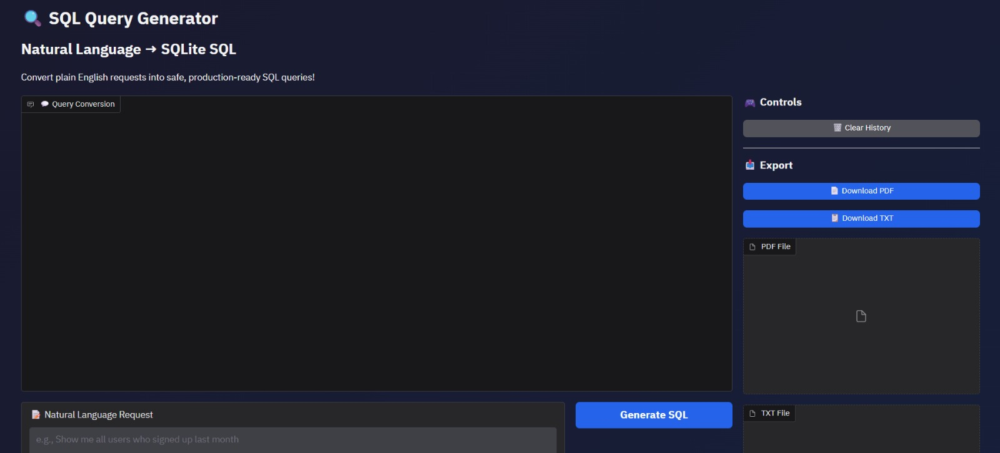 🔍 SQL Query Generator
Natural Language → SQLite SQL
Convert plain English requests into safe, production-ready SQL queries!
💬 Query Conversion
📝 Natural Language Request
e.g., Show me all users who signed up last month
Generate SQL
🎮 Controls
🗑️ Clear History
📥 Export
📄 Download PDF
📋 Download TXT
PDF File
TXT File